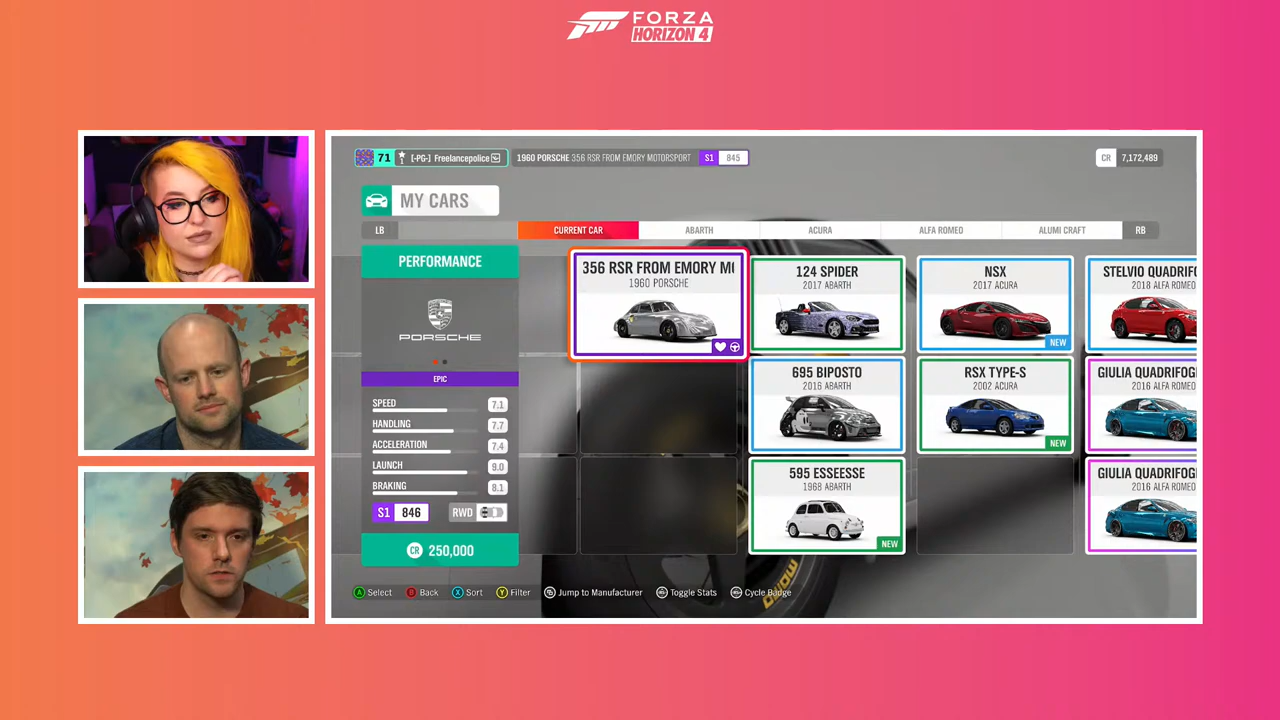 FORZA
HORIZON 4
71 [-PG-] Freelancepolice
1960 PORSCHE 356 RSR FROM EMORY MOTORSPORT S1 845
CR 7,172,489
MY CARS
LB CURRENT CAR ABARTH ACURA ALFA ROMEO ALUMI CRAFT RB
PERFORMANCE
PORSCHE
EPIC
SPEED 7.1
HANDLING 7.7
ACCELERATION 7.4
LAUNCH 9.0
BRAKING 8.1
S1 846 RWD
CR 250,000
356 RSR FROM EMORY MO
1960 PORSCHE
124 SPIDER
2017 ABARTH
695 BIPOSTO
2016 ABARTH
595 ESSEESSE
1968 ABARTH
NEW
NSX
2017 ACURA
NEW
RSX TYPE-S
2002 ACURA
NEW
STELVIO QUADRIFO
2018 ALFA ROMEO
GIULIA QUADRIFOG
2016 ALFA ROMEO
GIULIA QUADRIFOG
2016 ALFA ROMEO
A Select B Back X Sort Y Filter Jump to Manufacturer Toggle Stats Cycle Badge